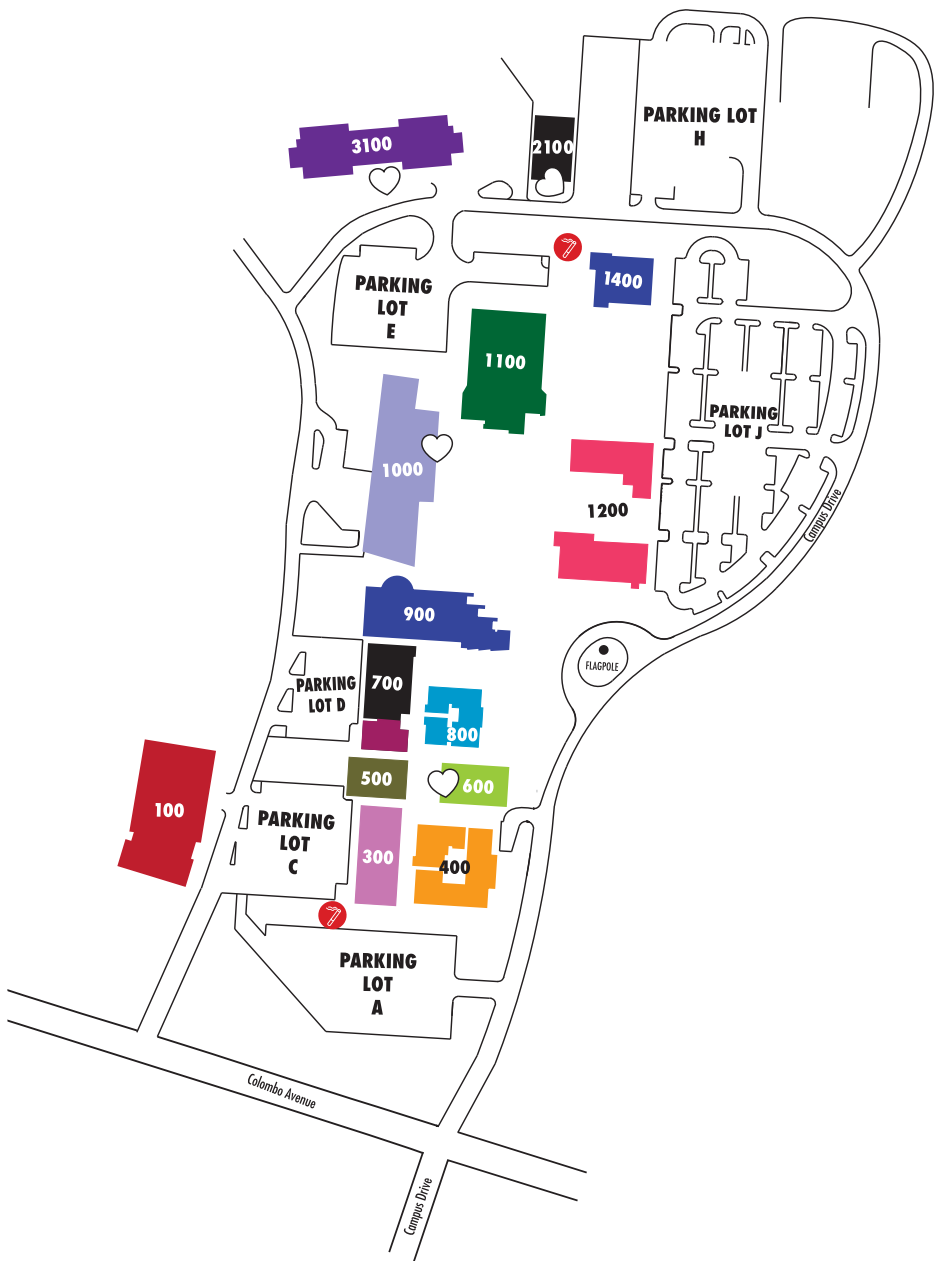 PARKING LOT
H
3100
2100
1400
PARKING
LOT
E
1100
PARKING
LOT J
1000
1200
Campus Drive
900
FLAGPOLE
PARKING
LOT D
700
800
500
600
100
PARKING
LOT
C
300
400
PARKING
LOT
A
Colombo Avenue
Campus Drive